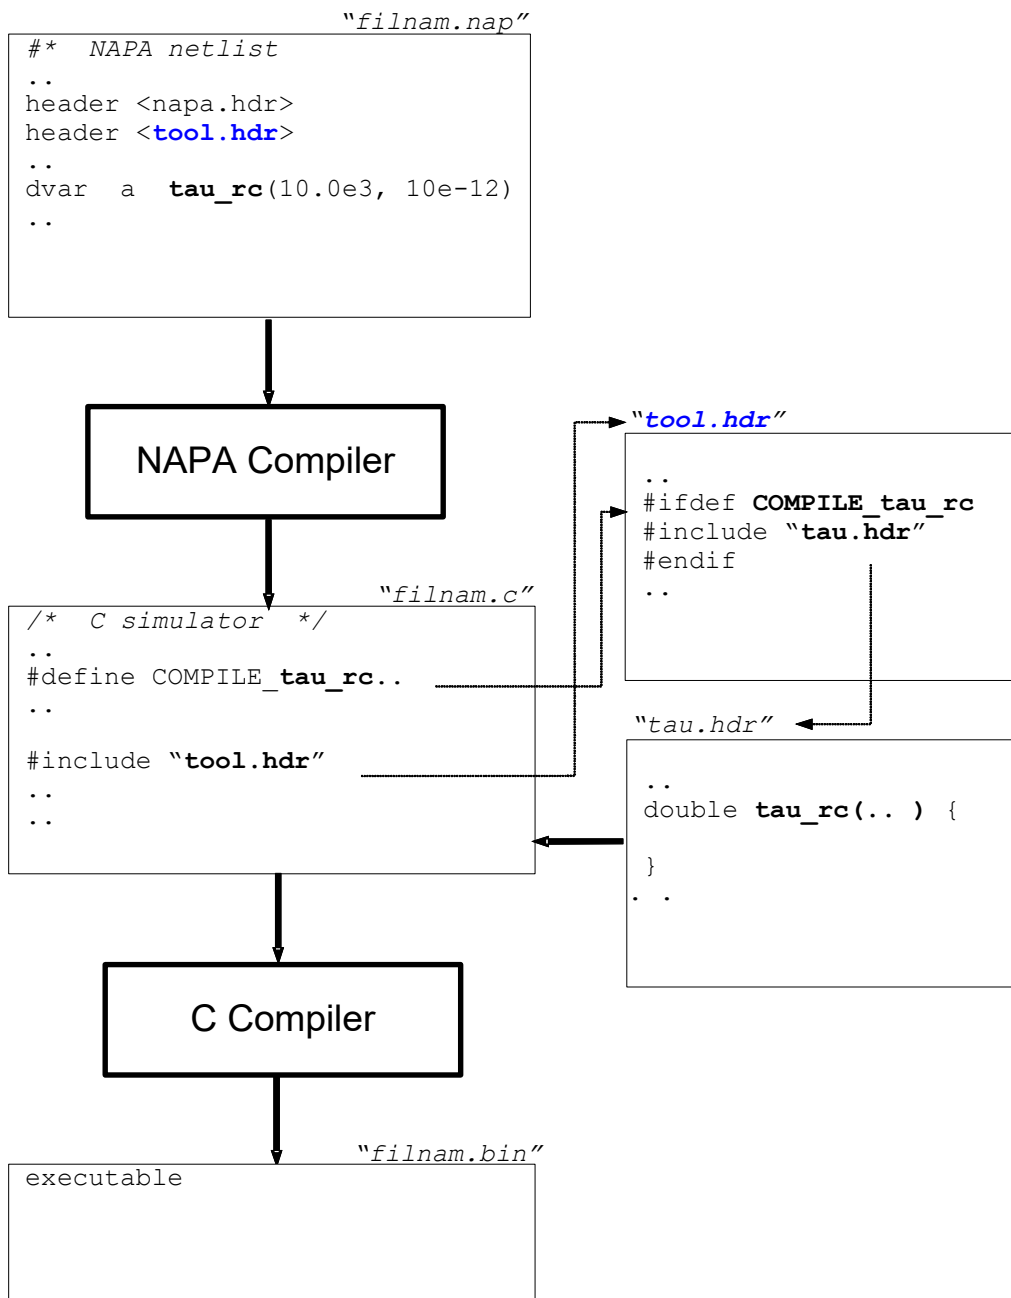 “filnam.nap”
#*  NAPA netlist
..
header <napa.hdr>
header <tool.hdr>
..
dvar  a  tau_rc(10.0e3, 10e-12)
..
NAPA Compiler
“tool.hdr”
..
#ifdef COMPILE_tau_rc
#include “tau.hdr”
#endif
..
“filnam.c”
/*  C simulator  */
..
#define COMPILE_tau_rc..
..
#include “tool.hdr”
..
..
“tau.hdr”
..
double tau_rc(.. ) {
}
. .
C Compiler
“filnam.bin”
executable